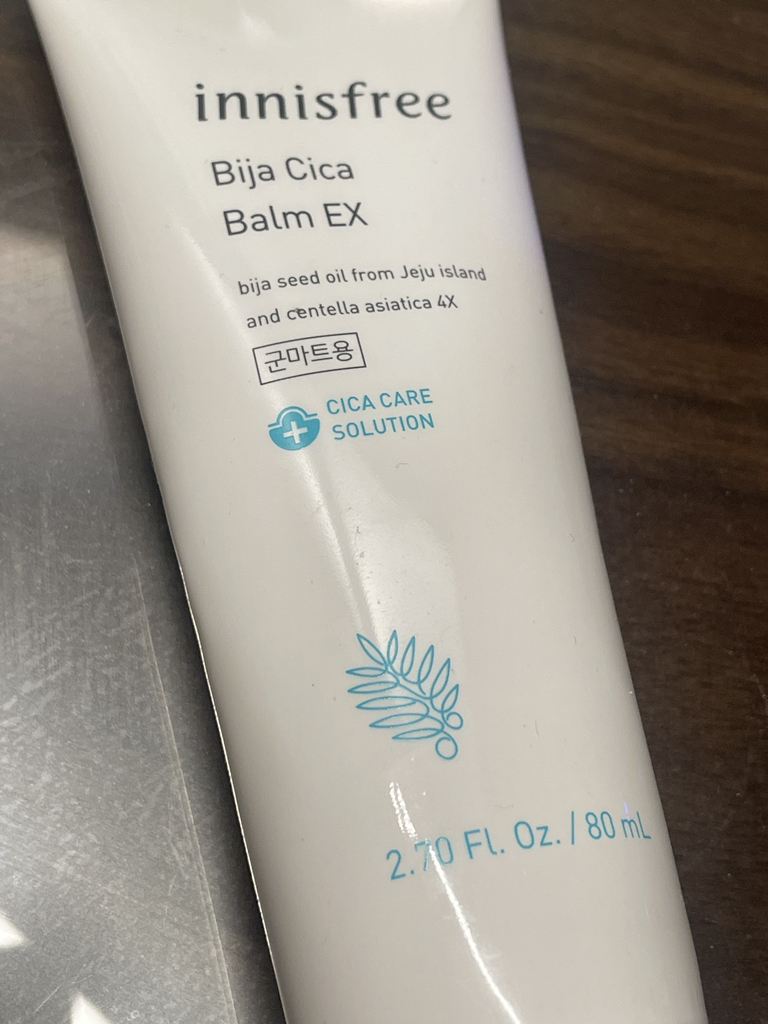 innisfree
Bija Cica
Balm EX
bija seed oil from Jeju island
and centella asiatica 4X
군마트용
CICA CARE
SOLUTION
2.70 Fl. Oz. / 80 mL